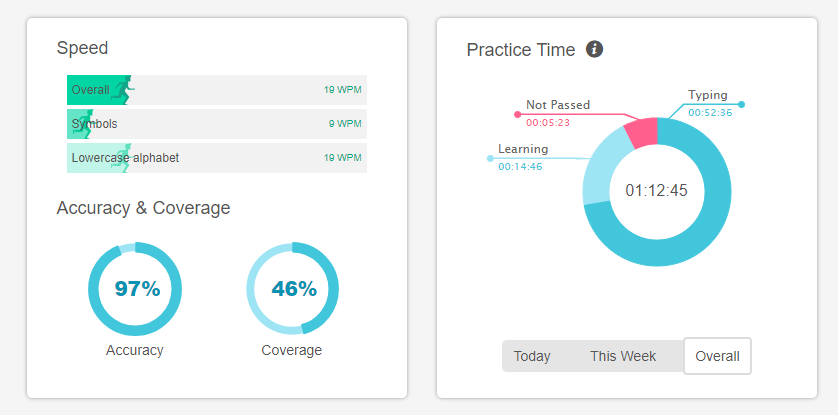 Speed
Overall 19 WPM
Symbols 9 WPM
Lowercase alphabet 19 WPM
Accuracy & Coverage
97%
46%
Accuracy
Coverage
Practice Time i
Typing
00:52:36
Not Passed
00:05:23
Learning
00:14:46
01:12:45
Today This Week Overall